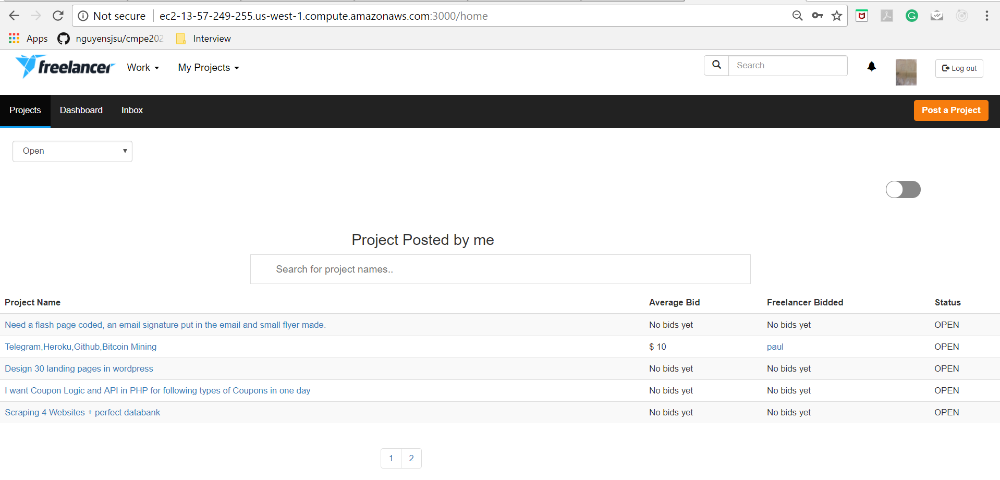 Not secure ec2-13-57-249-255.us-west-1.compute.amazonaws.com:3000/home
Apps nguyensjsu/cmpe202 Interview
freelancer Work My Projects Search Log out
Projects Dashboard Inbox Post a Project
Open
Project Posted by me
Search for project names..
Project Name Average Bid Freelancer Bidded Status
Need a flash page coded, an email signature put in the email and small flyer made. No bids yet No bids yet OPEN
Telegram,Heroku,Github,Bitcoin Mining $ 10 paul OPEN
Design 30 landing pages in wordpress No bids yet No bids yet OPEN
I want Coupon Logic and API in PHP for following types of Coupons in one day No bids yet No bids yet OPEN
Scraping 4 Websites + perfect databank No bids yet No bids yet OPEN
1 2